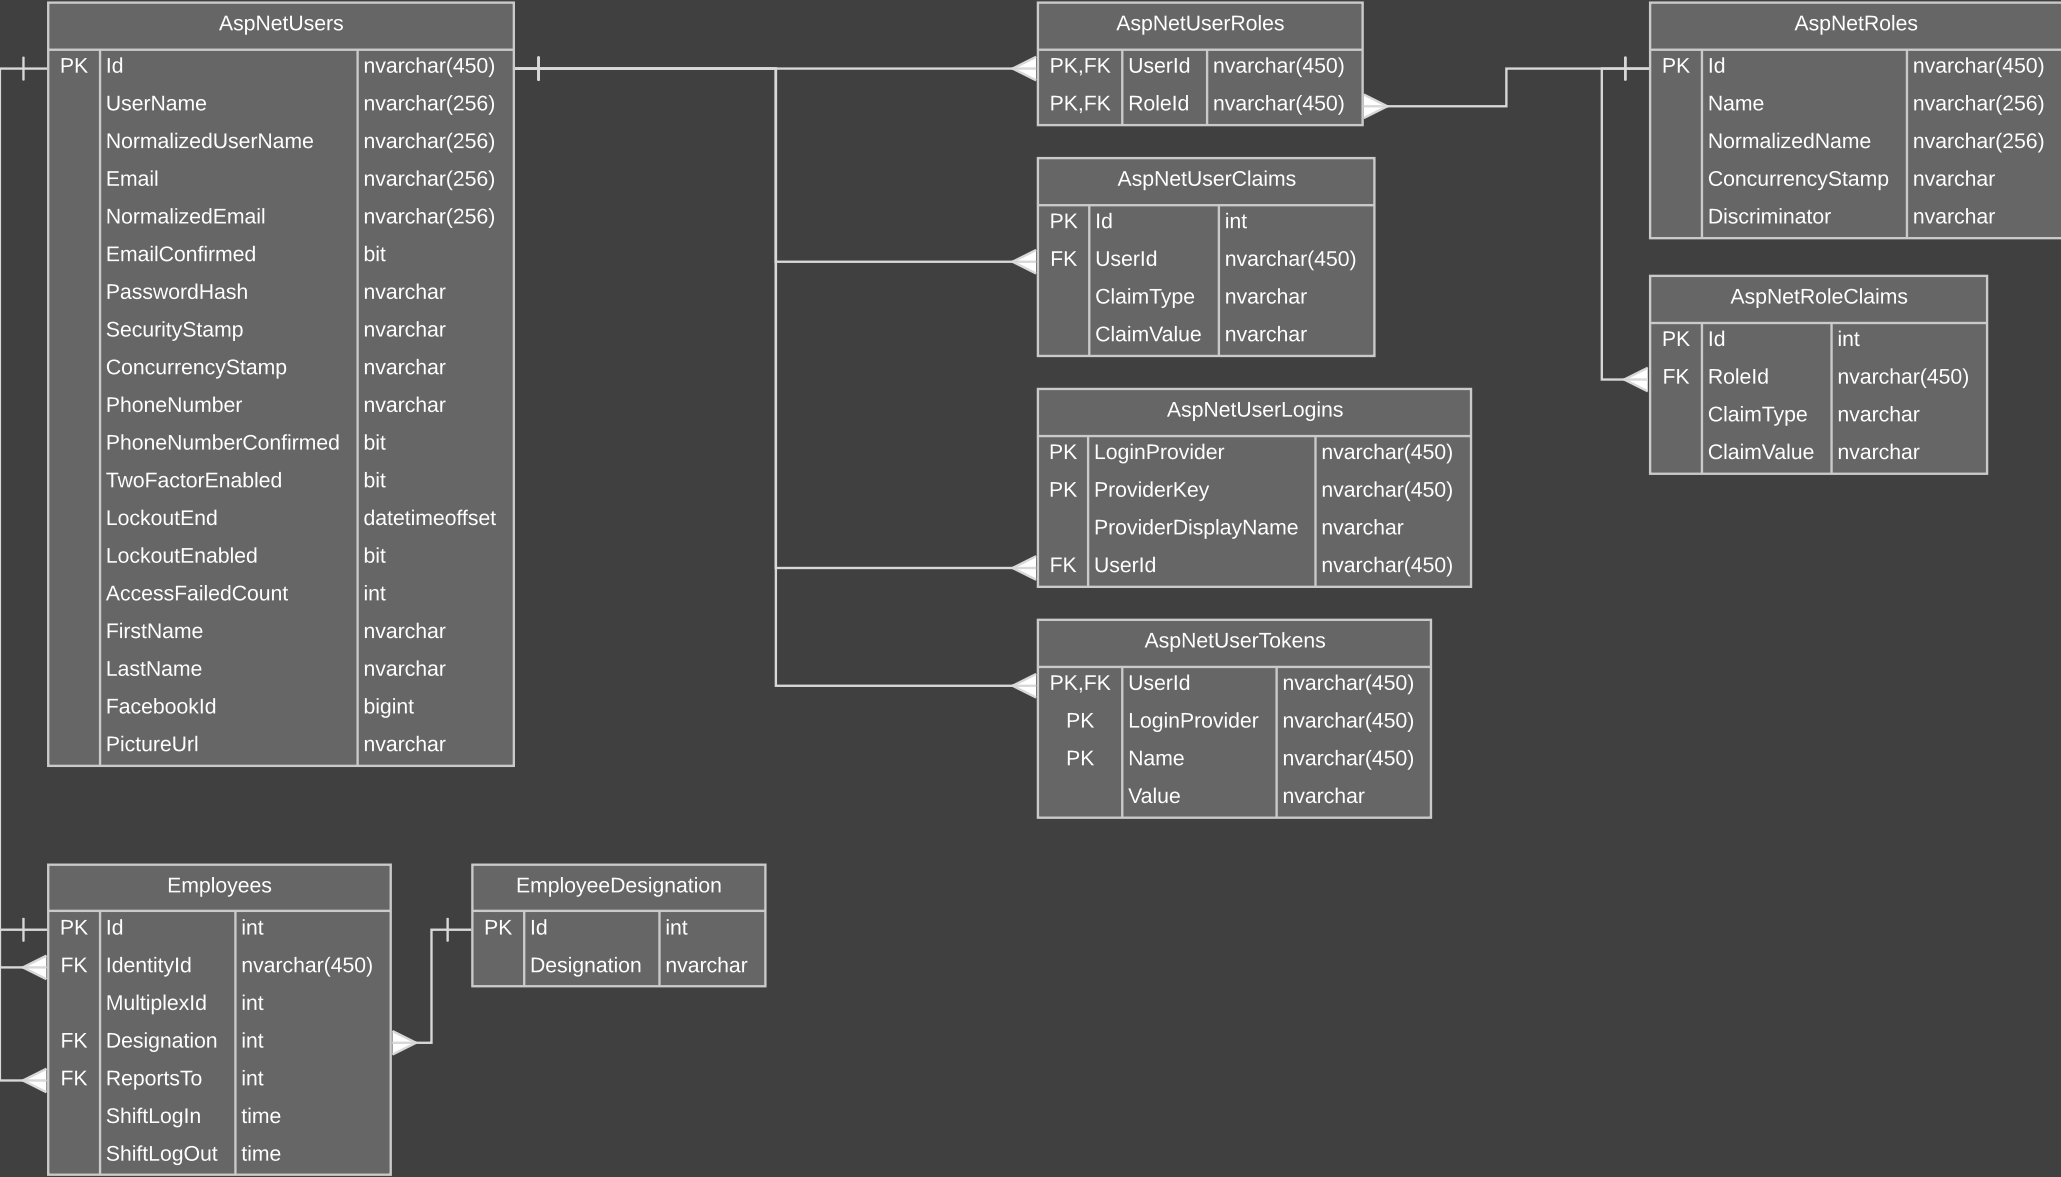 AspNetUsers
PK Id nvarchar(450)
UserName nvarchar(256)
NormalizedUserName nvarchar(256)
Email nvarchar(256)
NormalizedEmail nvarchar(256)
EmailConfirmed bit
PasswordHash nvarchar
SecurityStamp nvarchar
ConcurrencyStamp nvarchar
PhoneNumber nvarchar
PhoneNumberConfirmed bit
TwoFactorEnabled bit
LockoutEnd datetimeoffset
LockoutEnabled bit
AccessFailedCount int
FirstName nvarchar
LastName nvarchar
FacebookId bigint
PictureUrl nvarchar
AspNetUserRoles
PK,FK UserId nvarchar(450)
PK,FK RoleId nvarchar(450)
AspNetUserClaims
PK Id int
FK UserId nvarchar(450)
ClaimType nvarchar
ClaimValue nvarchar
AspNetUserLogins
PK LoginProvider nvarchar(450)
PK ProviderKey nvarchar(450)
ProviderDisplayName nvarchar
FK UserId nvarchar(450)
AspNetUserTokens
PK,FK UserId nvarchar(450)
PK LoginProvider nvarchar(450)
PK Name nvarchar(450)
Value nvarchar
AspNetRoles
PK Id nvarchar(450)
Name nvarchar(256)
NormalizedName nvarchar(256)
ConcurrencyStamp nvarchar
Discriminator nvarchar
AspNetRoleClaims
PK Id int
FK RoleId nvarchar(450)
ClaimType nvarchar
ClaimValue nvarchar
Employees
PK Id int
FK IdentityId nvarchar(450)
MultiplexId int
FK Designation int
FK ReportsTo int
ShiftLogIn time
ShiftLogOut time
EmployeeDesignation
PK Id int
Designation nvarchar